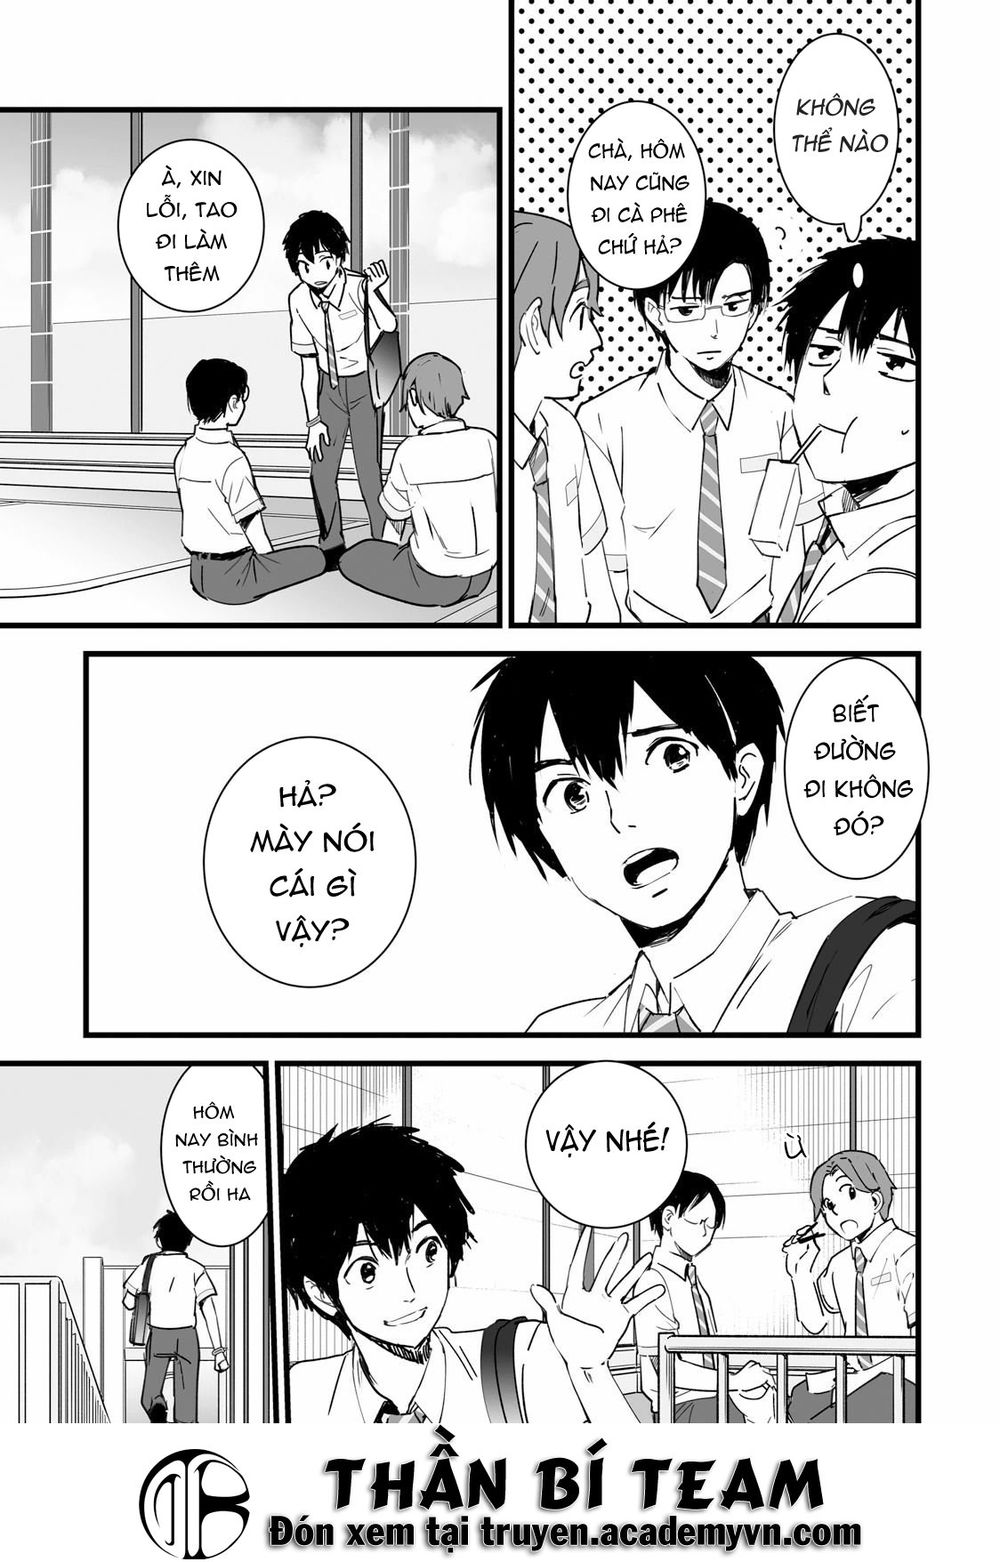 KHÔNG
THỂ NÀO
CHÀ, HÔM
NAY CŨNG
ĐI CÀ PHÊ
CHỨ HẢ?
À, XIN
LỖI, TAO
ĐI LÀM
THÊM
BIẾT
ĐƯỜNG
ĐI KHÔNG
ĐÓ?
HẢ?
MÀY NÓI
CÁI GÌ
VẬY?
VẬY NHÉ!
Ừ
HÔM
NAY BÌNH
THƯỜNG
RỒI HA
THẦN BÍ TEAM
Đón xem tại truyen.academyvn.com